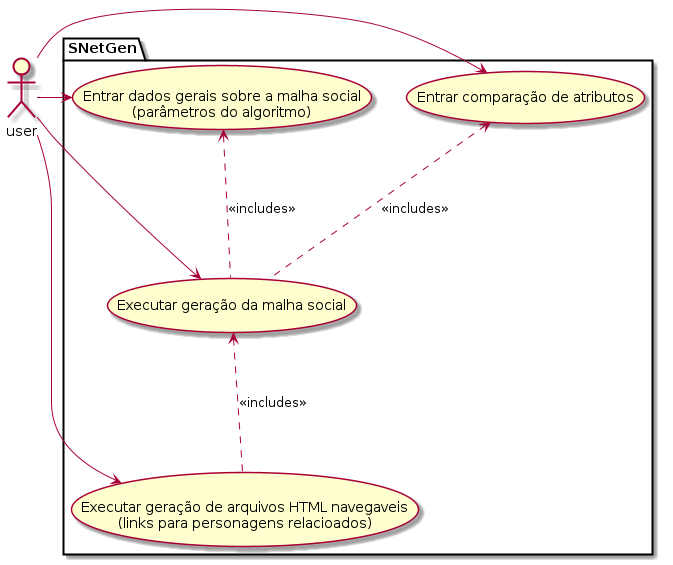 SNetGen
Entrar dados gerais sobre a malha social
(parâmetros do algoritmo)
Entrar comparação de atributos
user
«includes»
«includes»
Executar geração da malha social
«includes»
Executar geração de arquivos HTML navegaveis
(links para personagens relacioados)